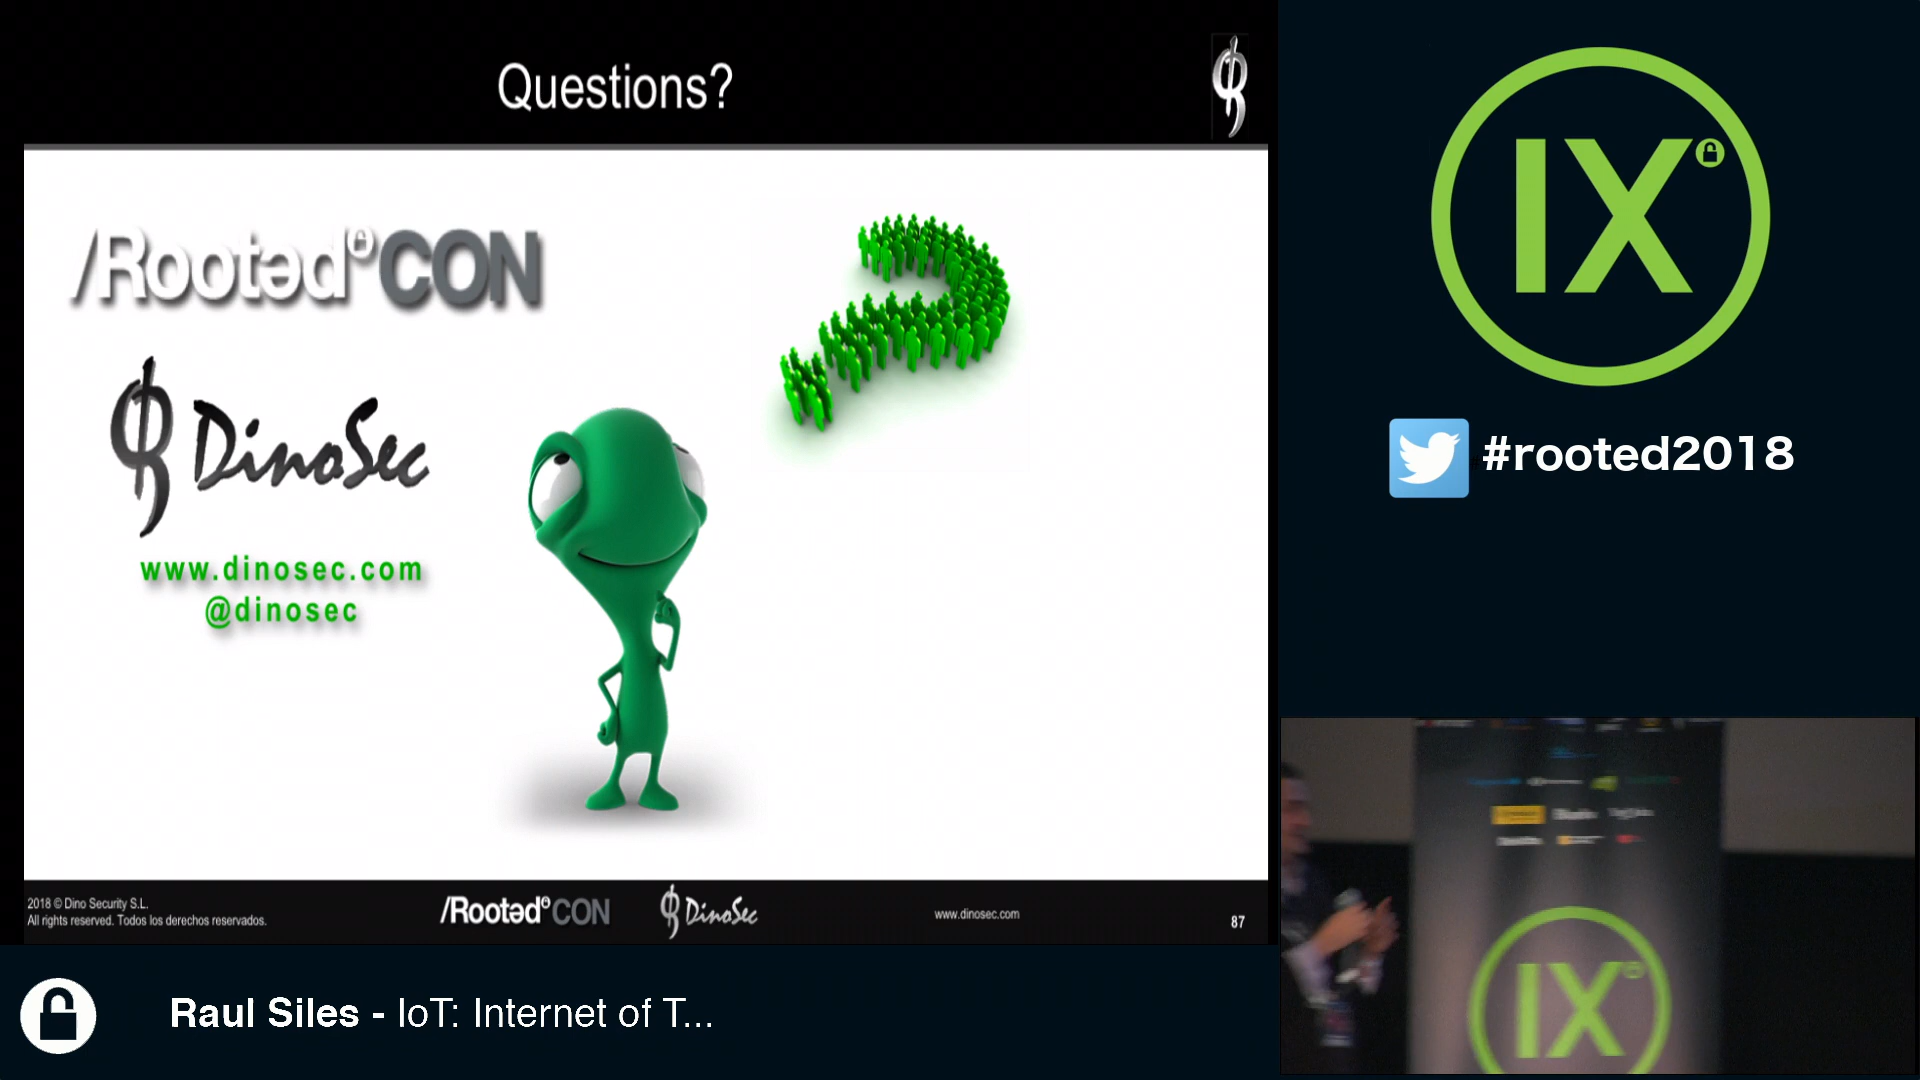 Questions?
/Rootəd CON
DinoSec
www.dinosec.com
@dinosec
2018 © Dino Security S.L.
All rights reserved. Todos los derechos reservados.
/Rootəd CON
DinoSec
www.dinosec.com
87
IX
#rooted2018
IX
Raul Siles - IoT: Internet of T...